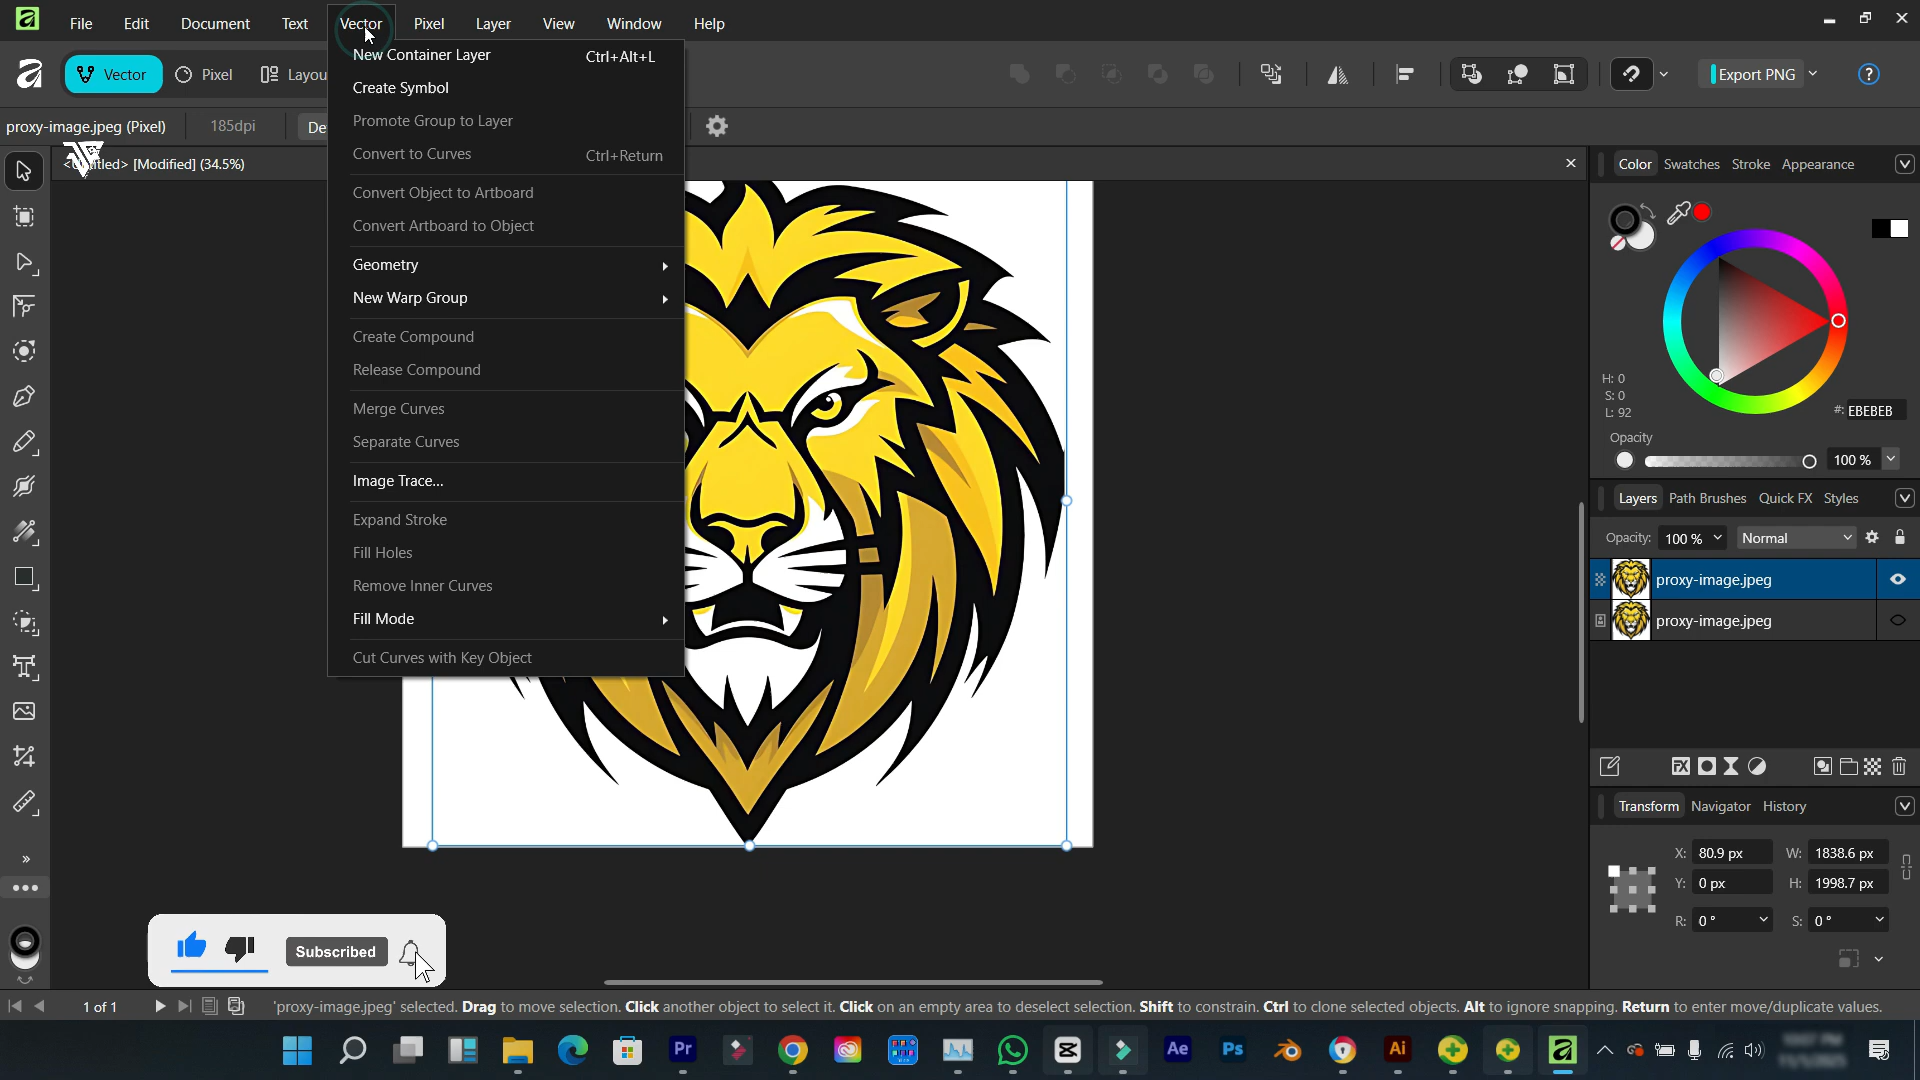 File Edit Document Text Vector Pixel Layer View Window Help
Vector Pixel Layou Export PNG ?
proxy-image.jpeg (Pixel) 185dpi De
[Modified] (34.5%)
New Container Layer Ctrl+Alt+L
Create Symbol
Promote Group to Layer
Convert to Curves Ctrl+Return
Convert Object to Artboard
Convert Artboard to Object
Geometry
New Warp Group
Create Compound
Release Compound
Merge Curves
Separate Curves
Image Trace...
Expand Stroke
Fill Holes
Remove Inner Curves
Fill Mode
Cut Curves with Key Object
Color Swatches Stroke Appearance
H: 0
S: 0
L: 92
#: EBEBEB
Opacity
100 %
Layers Path Brushes Quick FX Styles
Opacity: 100 % Normal
proxy-image.jpeg
proxy-image.jpeg
FX
Transform Navigator History
X: 80.9 px W: 1838.6 px
Y: 0 px H: 1998.7 px
R: 0 ° S: 0 °
Subscribed
1 of 1 'proxy-image.jpeg' selected. Drag to move selection. Click another object to select it. Click on an empty area to deselect selection. Shift to constrain. Ctrl to clone selected objects. Alt to ignore snapping. Return to enter move/duplicate values.
Pr Ae Ps Ai